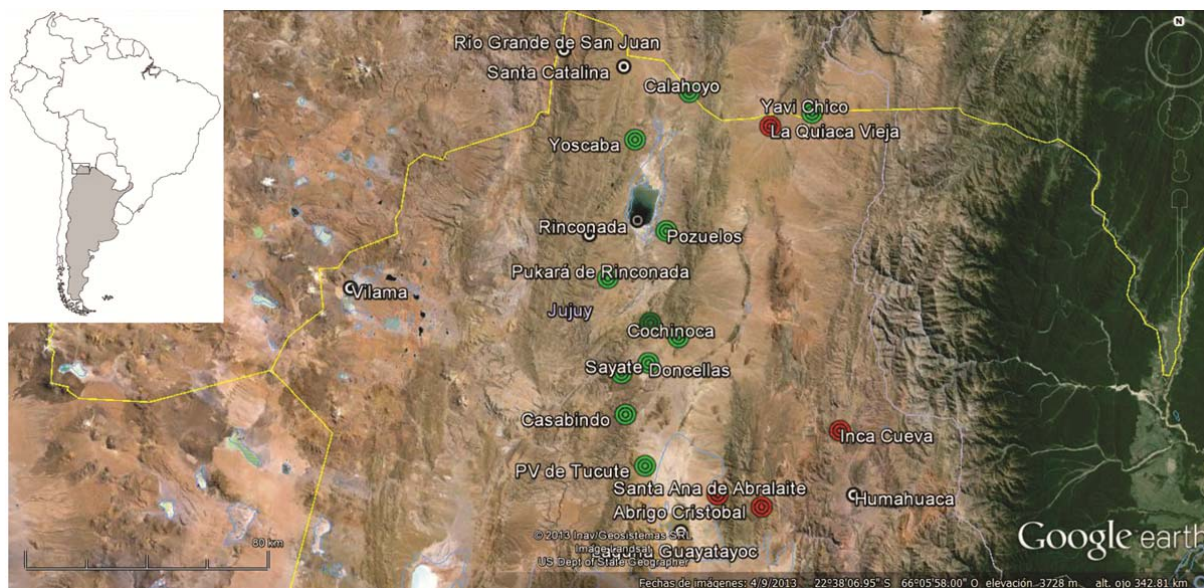 Río Grande de San Juan
Santa Catalina
Calahoyo
Yavi Chico
La Quiaca Vieja
Yoscaba
Rinconada
Pozuelos
Pukará de Rinconada
Vilama
Jujuy
Cochinoca
Sayate
Doncellas
Casabindo
Inca Cueva
PV de Tucute
Santa Ana de Abralaite
Humahuaca
Abrigo Cristobal
© 2013 Inav/Geosistemas SRL
Image Landsat
Guayatayoc
US Dept of State Geographer
80 km
N
Google earth
Fechas de imágenes: 4/9/2013 22°38'06.95" S 66°05'58.00" O elevación 3728 m alt. ojo 342.81 km